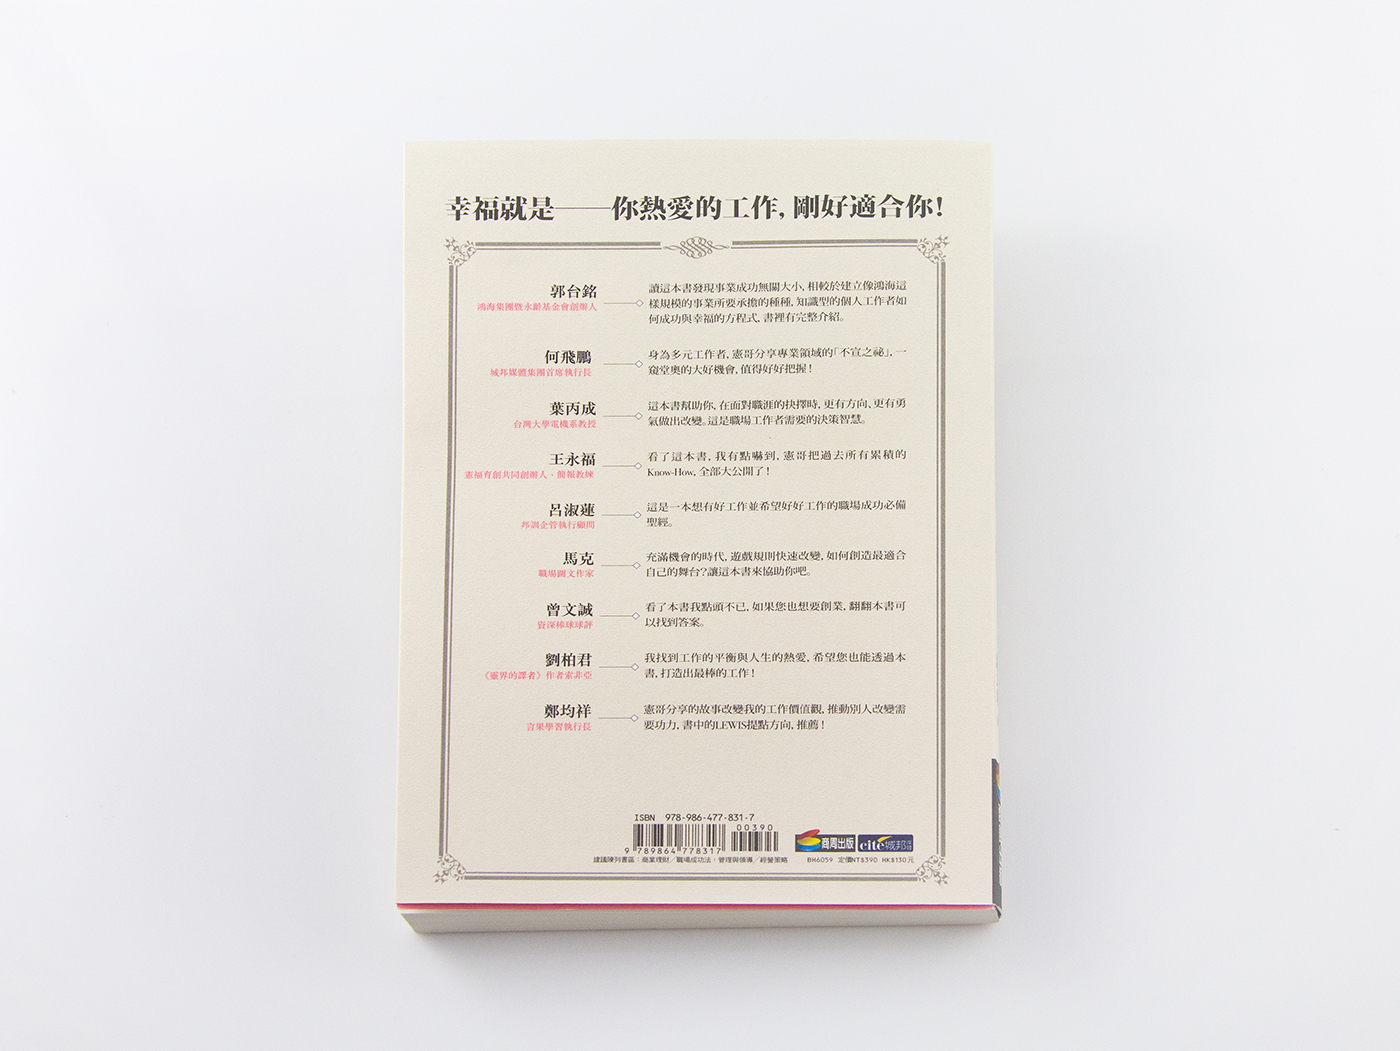 幸福就是——你熱愛的工作，剛好適合你！
郭台銘
鴻海集團暨永齡基金會創辦人
讀這本書發現事業成功無關大小，相較於建立像鴻海這
樣規模的事業所要承擔的種種，知識型的個人工作者如
何成功與幸福的方程式，書裡有完整介紹。
何飛鵬
城邦媒體集團首席執行長
身為多元工作者，憲哥分享專業領域的「不宣之祕」，一
窺堂奧的大好機會，值得好好把握！
葉丙成
台灣大學電機系教授
這本書幫助你，在面對職涯的抉擇時，更有方向、更有勇
氣做出改變。這是職場工作者需要的決策智慧。
王永福
憲福育創共同創辦人、簡報教練
看了這本書，我有點嚇到，憲哥把過去所有累積的
Know-How，全部大公開了！
呂淑蓮
邦訓企管執行顧問
這是一本想有好工作並希望好好工作的職場成功必備
聖經。
馬克
職場圖文作家
充滿機會的時代，遊戲規則快速改變，如何創造最適合
自己的舞台？讓這本書來協助你吧。
曾文誠
資深棒球球評
看了本書我點頭不已，如果您也想要創業，翻翻本書可
以找到答案。
劉柏君
《靈界的譯者》作者索非亞
我找到工作的平衡與人生的熱愛，希望您也能透過本
書，打造出最棒的工作！
鄭均祥
言果學習執行長
憲哥分享的故事改變我的工作價值觀，推動別人改變需
要功力，書中的LEWIS提點方向，推薦！
ISBN 978-986-477-831-7
00390
9 789864 778317
商周出版
cité城邦
建議陳列書區：商業理財／職場成功法・管理與領導／經營策略
BH6059 定價NT$390 HK$130元